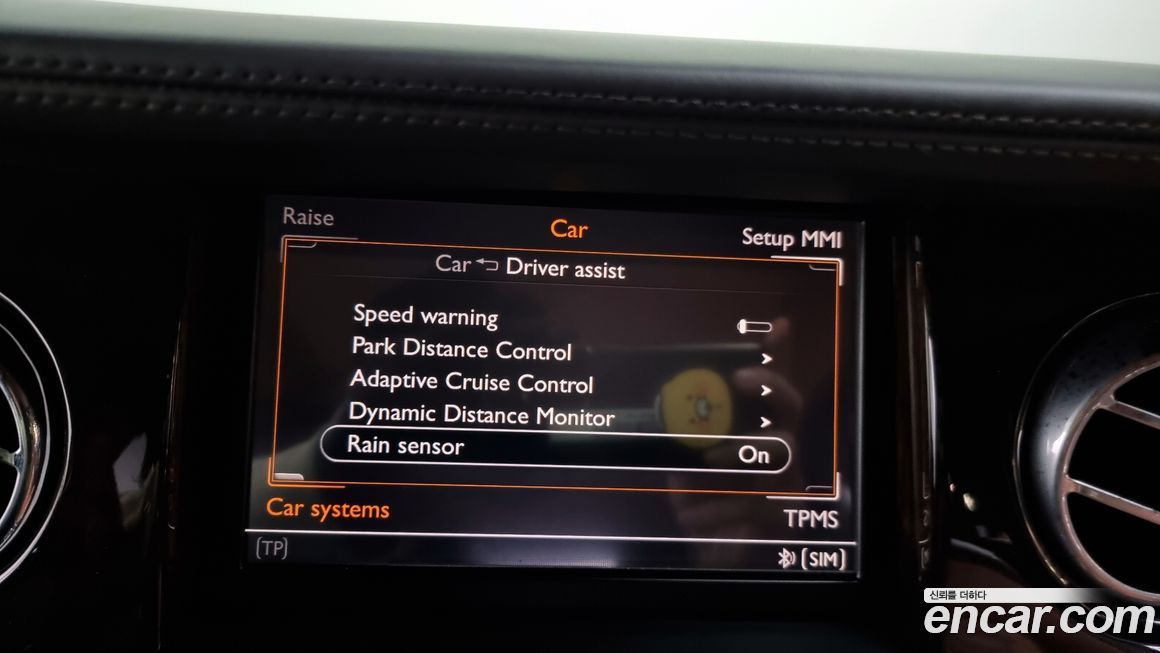 Raise
Car
Setup MMI
Car Driver assist
Speed warning
Park Distance Control
Adaptive Cruise Control
Dynamic Distance Monitor
Rain sensor On
Car systems
TPMS
(TP)
(SIM)
신뢰를 더하다
encar.com